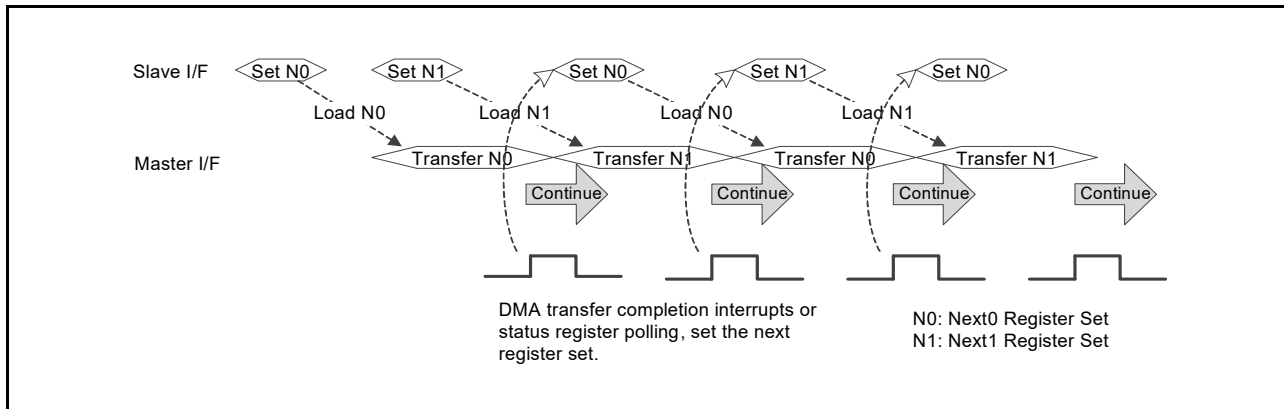 Slave I/F
Set N0
Set N1
Set N0
Set N1
Set N0
Load N0
Load N1
Load N0
Load N1
Master I/F
Transfer N0
Transfer N1
Transfer N0
Transfer N1
Continue
Continue
Continue
Continue
DMA transfer completion interrupts or
status register polling, set the next
register set.
N0: Next0 Register Set
N1: Next1 Register Set